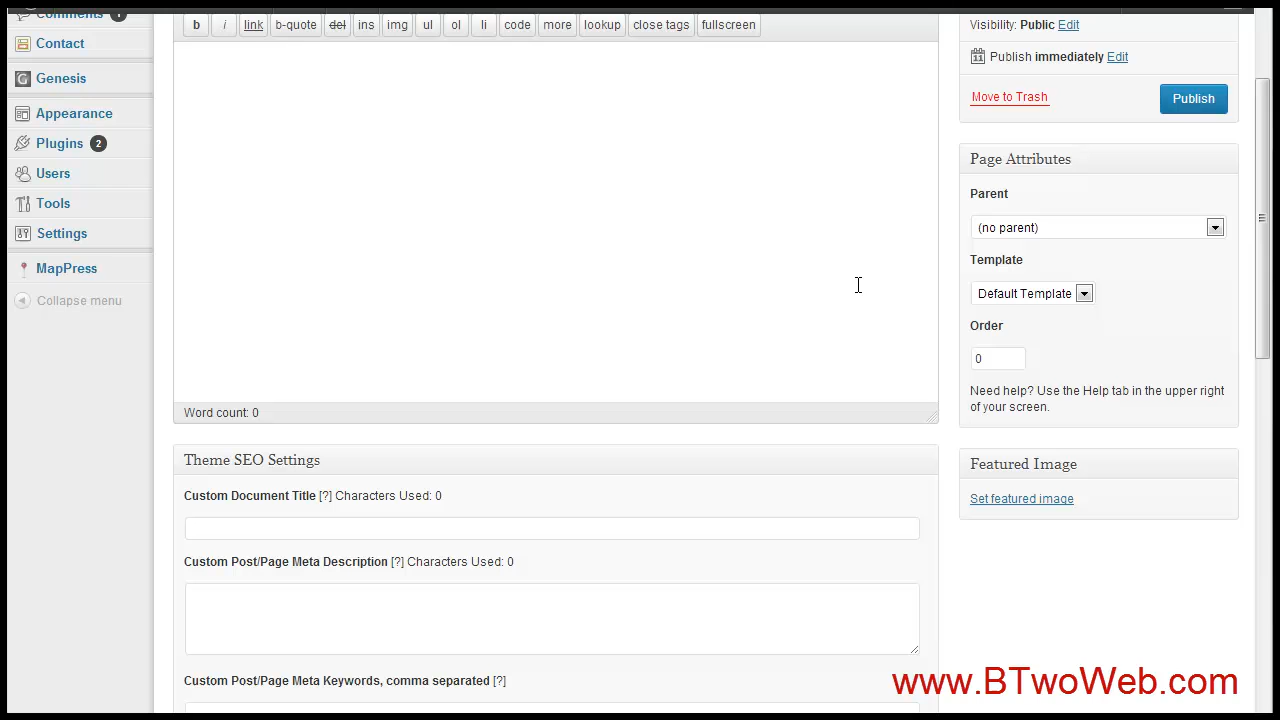 Comments 1
Contact
Genesis
Appearance
Plugins 2
Users
Tools
Settings
MapPress
Collapse menu
b i link b-quote del ins img ul ol li code more lookup close tags fullscreen
Word count: 0
Theme SEO Settings
Custom Document Title [?] Characters Used: 0
Custom Post/Page Meta Description [?] Characters Used: 0
Custom Post/Page Meta Keywords, comma separated [?]
Visibility: Public Edit
11 Publish immediately Edit
Move to Trash Publish
Page Attributes
Parent
(no parent)
Template
Default Template
Order
0
Need help? Use the Help tab in the upper right
of your screen.
Featured Image
Set featured image
www.BTwoWeb.com